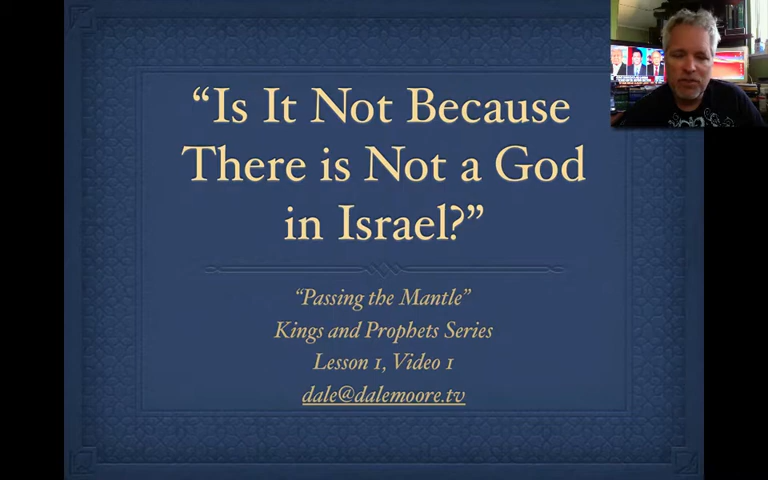 “Is It Not Because
There is Not a God
in Israel?”
“Passing the Mantle”
Kings and Prophets Series
Lesson 1, Video 1
dale@dalemoore.tv